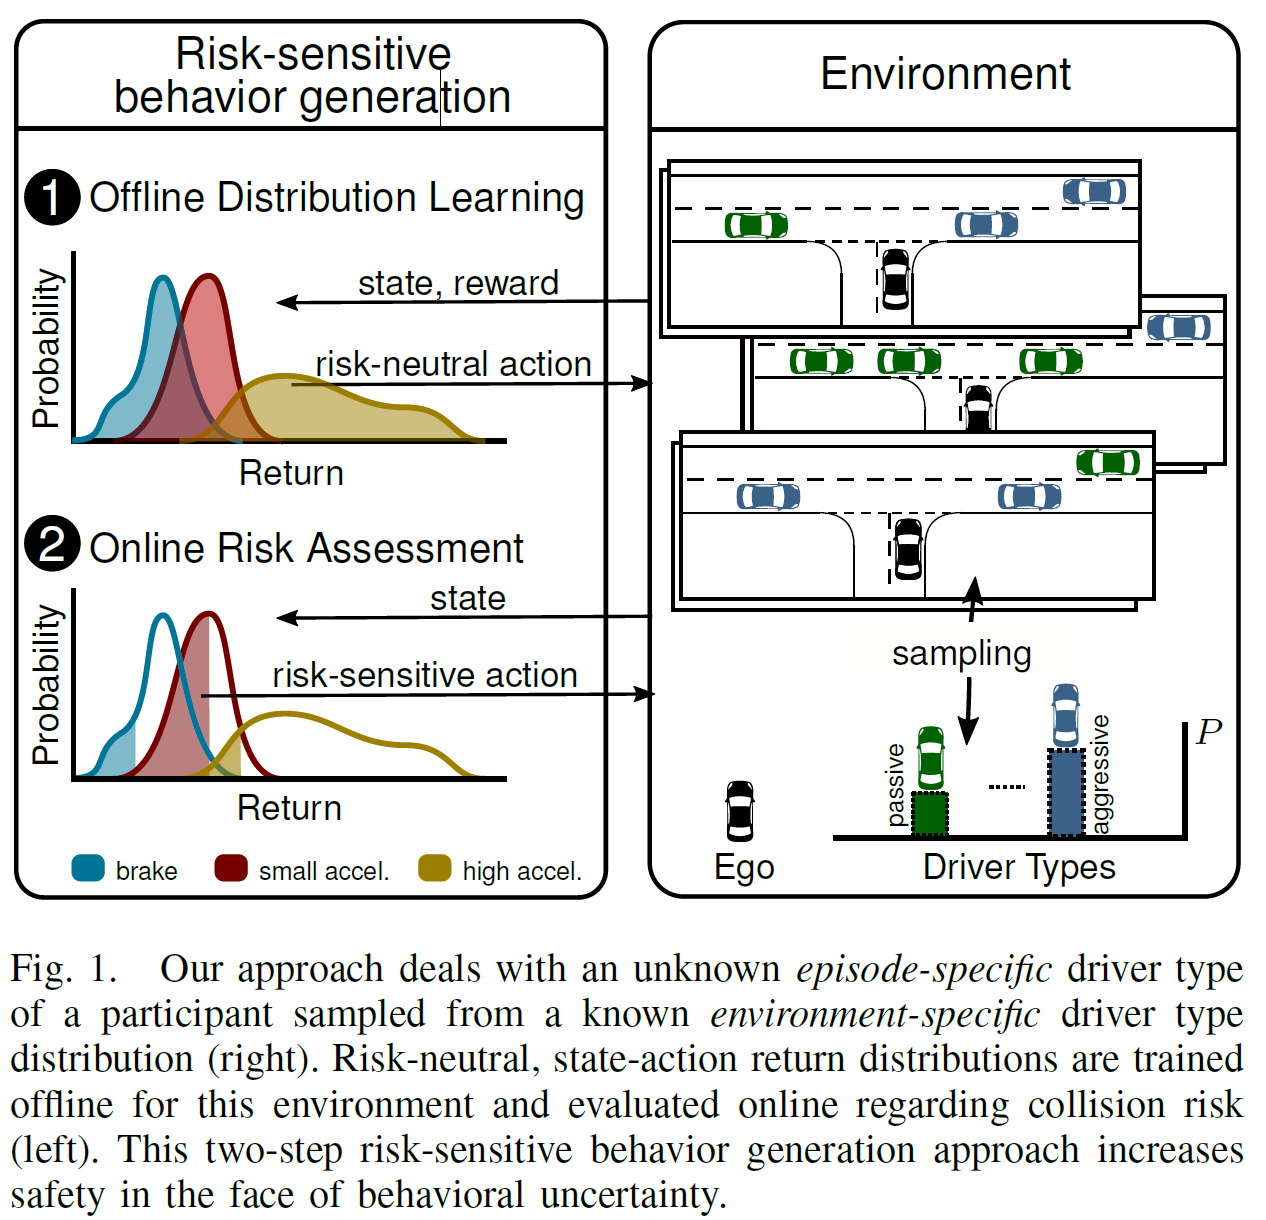 Risk-sensitive
behavior generation
1 Offline Distribution Learning
Probability
state, reward
risk-neutral action
Return
2 Online Risk Assessment
Probability
state
risk-sensitive action
Return
brake small accel. high accel.
Environment
sampling
passive
aggressive
P
Ego
Driver Types
Fig. 1. Our approach deals with an unknown episode-specific driver type
of a participant sampled from a known environment-specific driver type
distribution (right). Risk-neutral, state-action return distributions are trained
offline for this environment and evaluated online regarding collision risk
(left). This two-step risk-sensitive behavior generation approach increases
safety in the face of behavioral uncertainty.